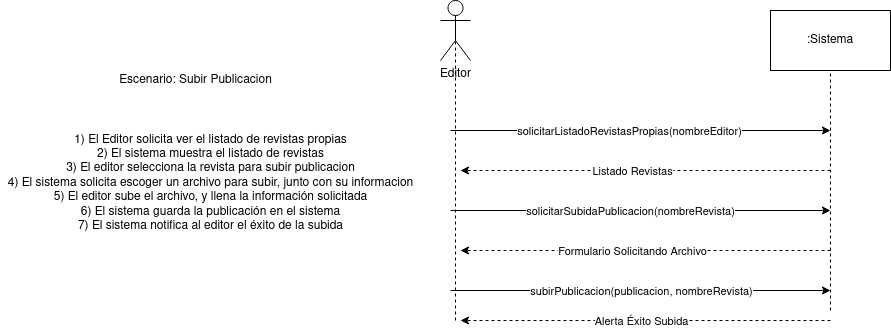 Escenario: Subir Publicacion
1) El Editor solicita ver el listado de revistas propias
2) El sistema muestra el listado de revistas
3) El editor selecciona la revista para subir publicacion
4) El sistema solicita escoger un archivo para subir, junto con su informacion
5) El editor sube el archivo, y llena la información solicitada
6) El sistema guarda la publicación en el sistema
7) El sistema notifica al editor el éxito de la subida
Editor
:Sistema
solicitarListadoRevistasPropias(nombreEditor)
Listado Revistas
solicitarSubidaPublicacion(nombreRevista)
Formulario Solicitando Archivo
subirPublicacion(publicacion, nombreRevista)
Alerta Éxito Subida